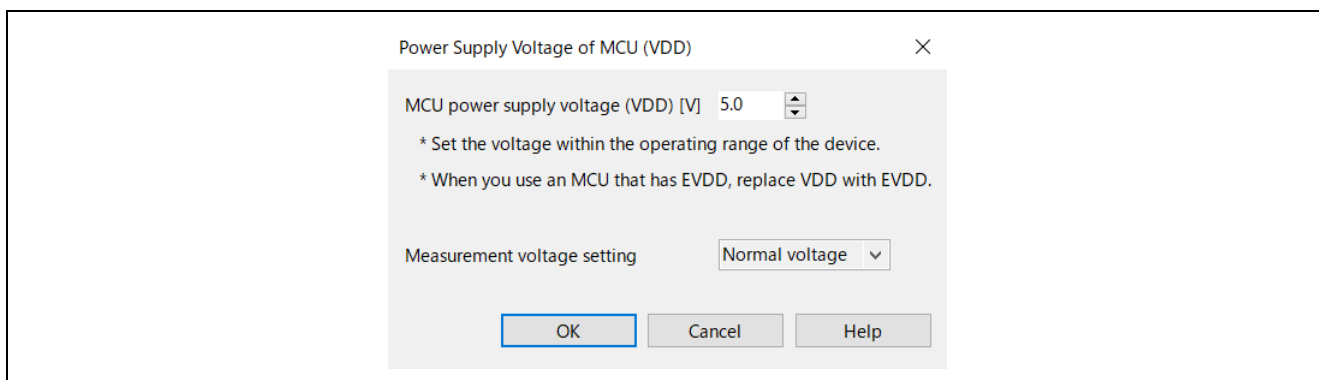 Power Supply Voltage of MCU (VDD)
MCU power supply voltage (VDD) [V] 5.0
* Set the voltage within the operating range of the device.
* When you use an MCU that has EVDD, replace VDD with EVDD.
Measurement voltage setting Normal voltage
OK Cancel Help